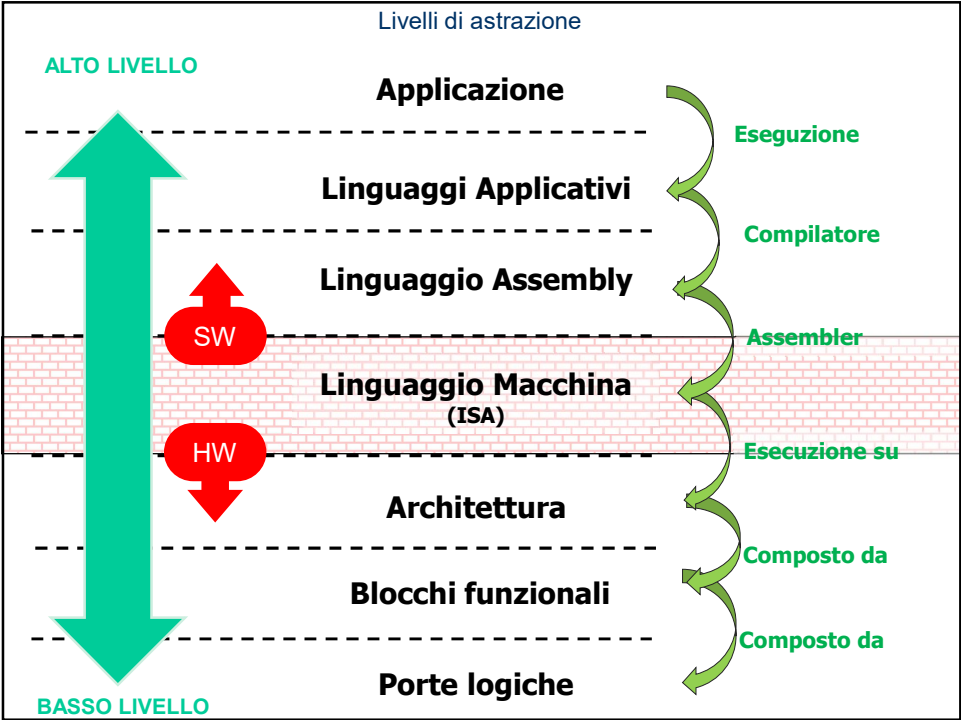 Livelli di astrazione
ALTO LIVELLO
Applicazione
Eseguzione
Linguaggi Applicativi
Compilatore
Linguaggio Assembly
SW
Assembler
Linguaggio Macchina
(ISA)
HW
Esecuzione su
Architettura
Composto da
Blocchi funzionali
Composto da
Porte logiche
BASSO LIVELLO